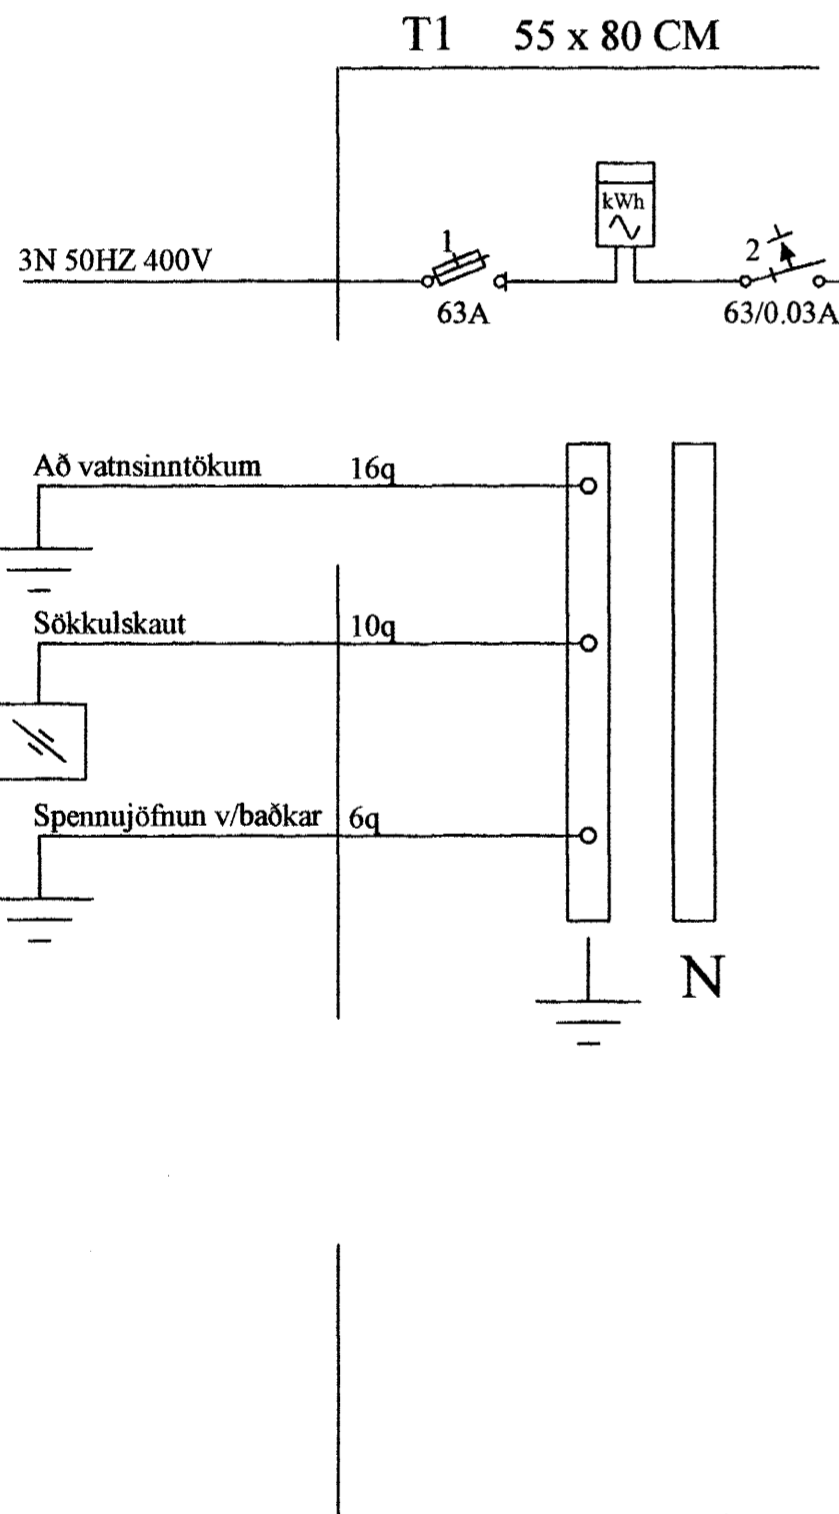 T1 55 x 80 CM
kWh
3N 50HZ 400V
1
2
63A
63/0.03A
Að vatnsinntökum 16q
Sökkulskaut 10q
Spennujöfnun v/baðkar 6q
N